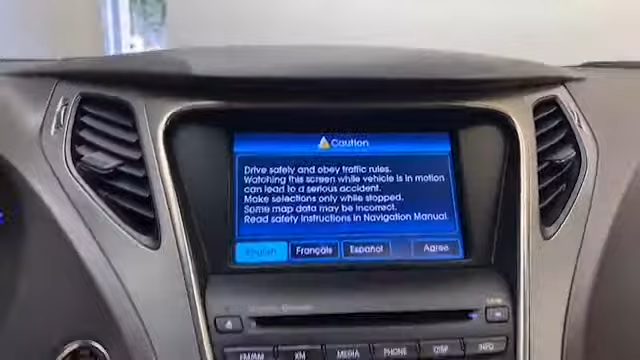 Caution
Drive safely and obey traffic rules.
Watching this screen while vehicle is in motion
can lead to a serious accident.
Make selections only while stopped.
Some map data may be incorrect.
Read safety instructions in Navigation Manual.
English Français Español Agree
FM/AM XM MEDIA PHONE DISP INFO